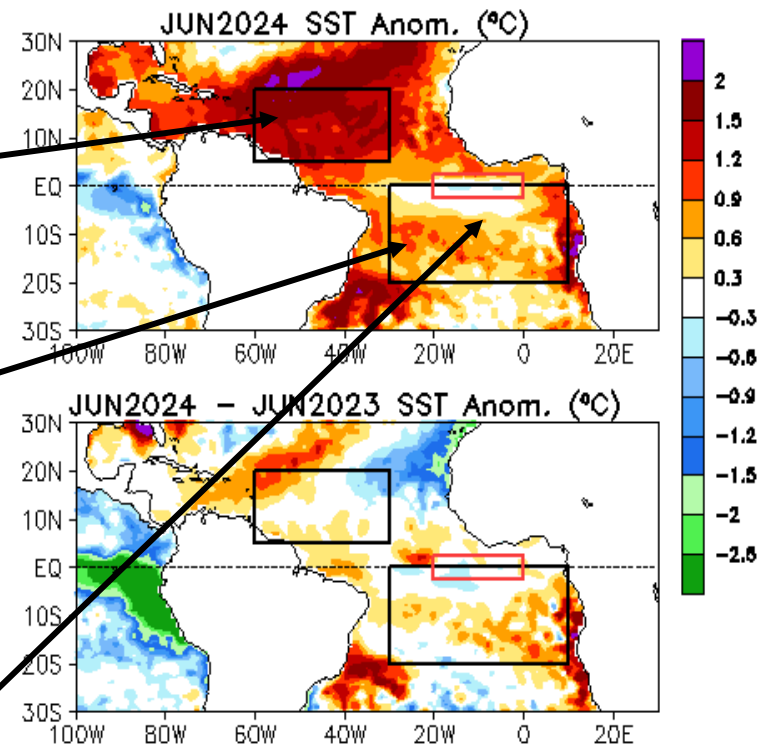 JUN2024 SST Anom. (°C)
30N
20N
10N
EQ
10S
20S
30S
100W 80W 60W 40W 20W 0 20E
JUN2024 – JUN2023 SST Anom. (°C)
30N
20N
10N
EQ
10S
20S
30S
100W 80W 60W 40W 20W 0 20E
2
1.5
1.2
0.9
0.6
0.3
-0.3
-0.6
-0.9
-1.2
-1.5
-2
-2.5